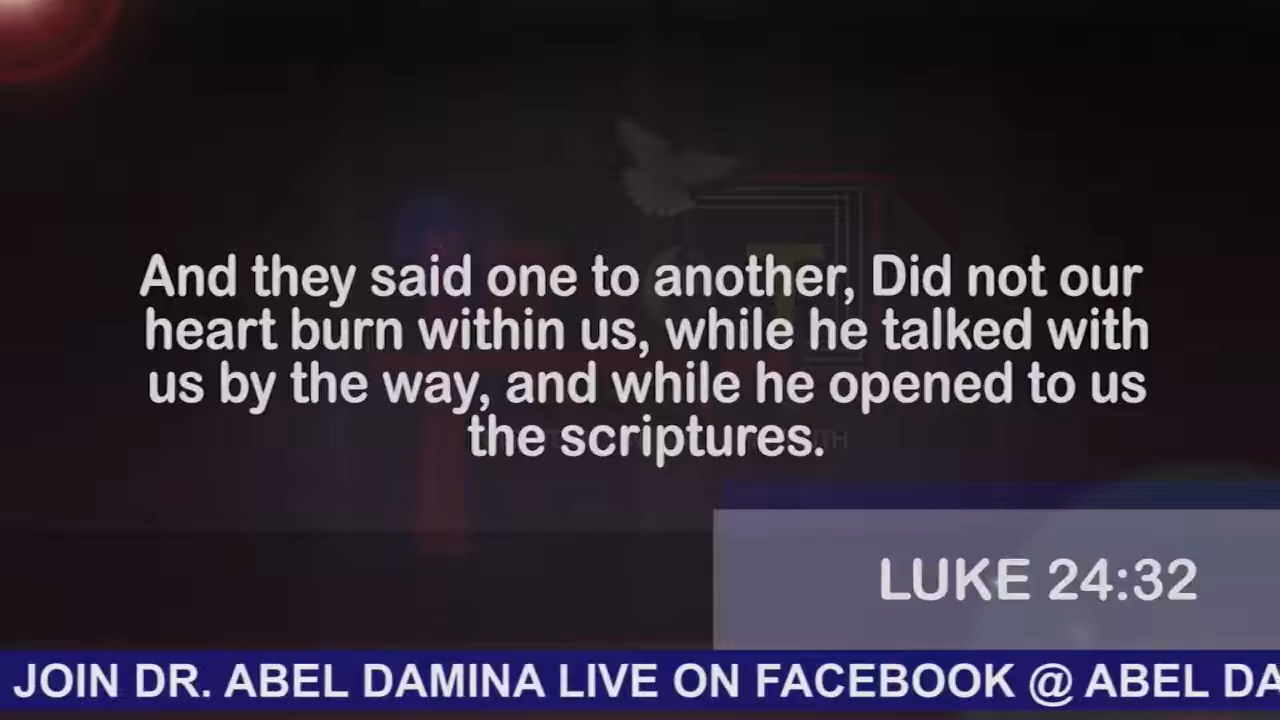 And they said one to another, Did not our
heart burn within us, while he talked with
us by the way, and while he opened to us
the scriptures.
LUKE 24:32
JOIN DR. ABEL DAMINA LIVE ON FACEBOOK @ ABEL DA